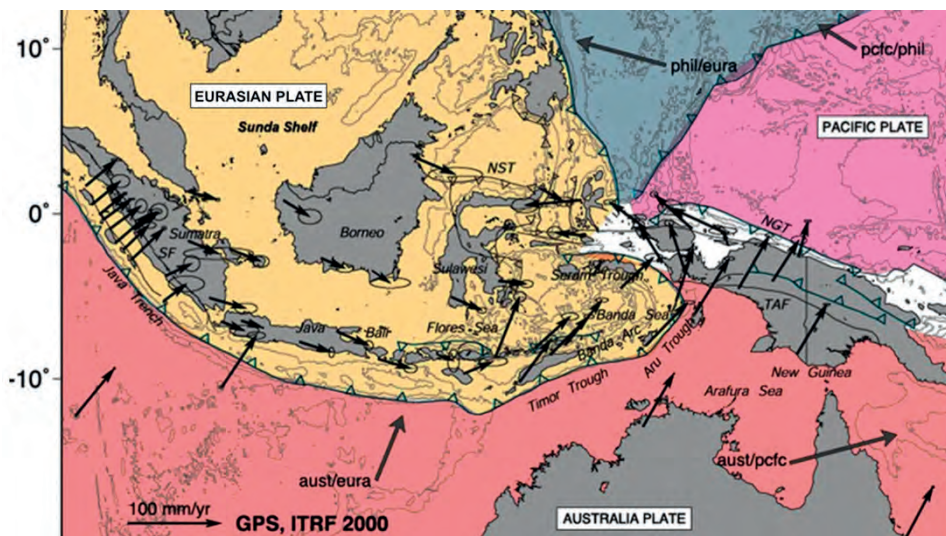 10°
phil/eura
pcfc/phil
EURASIAN PLATE
Sunda Shelf
PACIFIC PLATE
NST
0°
Sumatra
SF
Borneo
NGT
Sulawesi
Seram Trough
Java Trench
TAF
Banda Sea
Java
Bali
Flores Sea
Banda Arc
Aru Trough
-10°
Timor Trough
New Guinea
Arafura Sea
aust/eura
aust/pcfc
100 mm/yr
GPS, ITRF 2000
AUSTRALIA PLATE